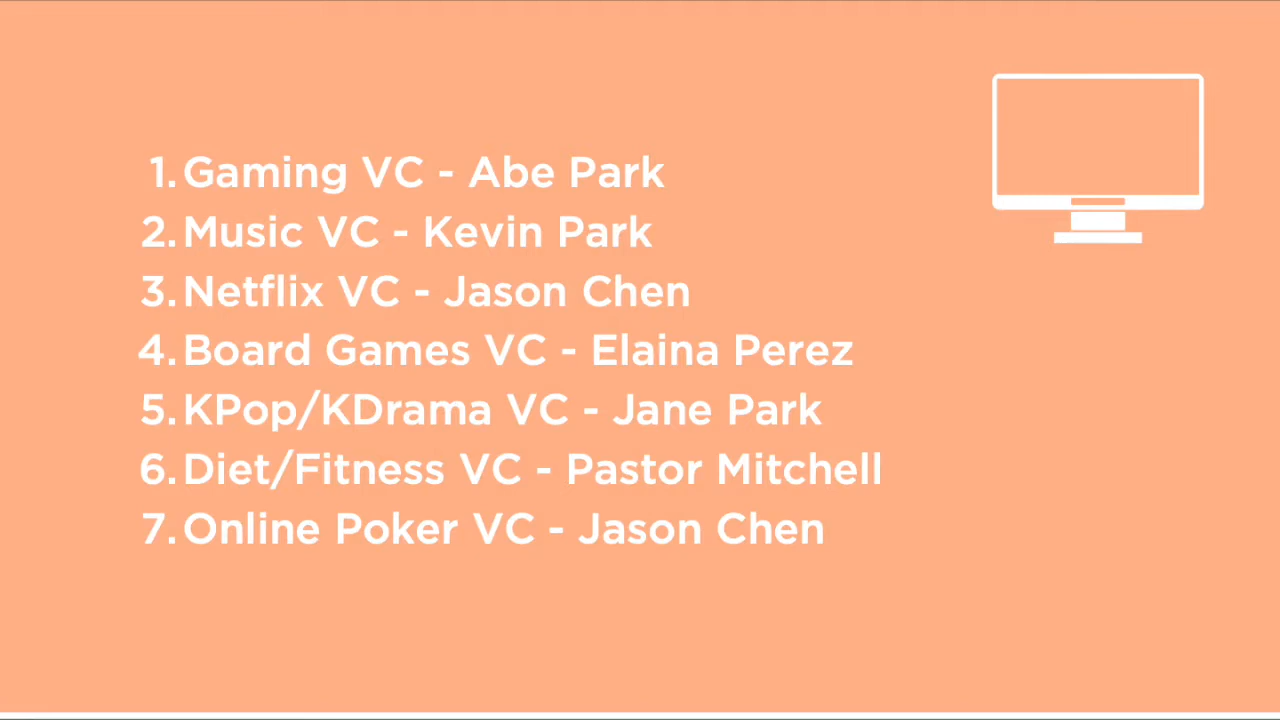 1. Gaming VC - Abe Park
2. Music VC - Kevin Park
3. Netflix VC - Jason Chen
4. Board Games VC - Elaina Perez
5. KPop/KDrama VC - Jane Park
6. Diet/Fitness VC - Pastor Mitchell
7. Online Poker VC - Jason Chen